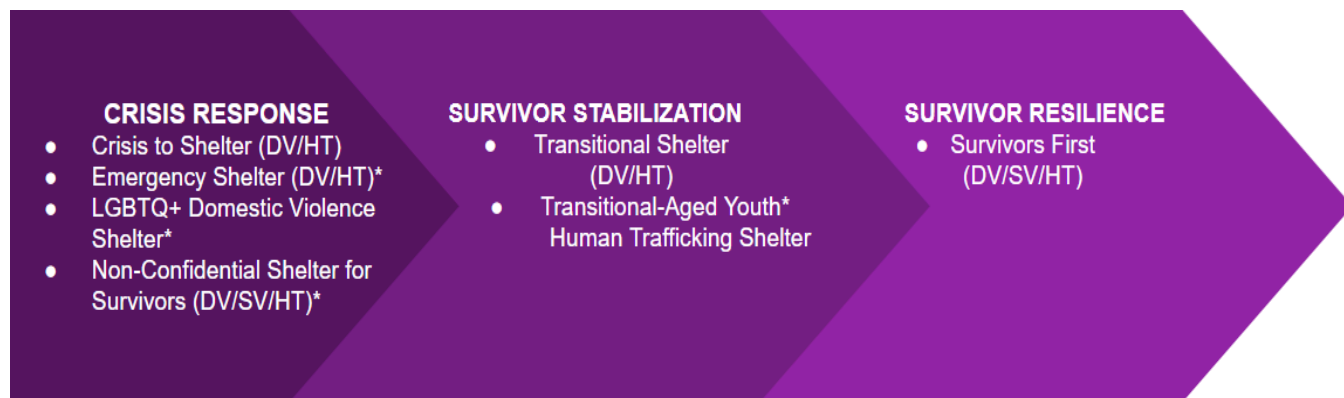 CRISIS RESPONSE
● Crisis to Shelter (DV/HT)
● Emergency Shelter (DV/HT)*
● LGBTQ+ Domestic Violence
Shelter*
● Non-Confidential Shelter for
Survivors (DV/SV/HT)*
SURVIVOR STABILIZATION
● Transitional Shelter
(DV/HT)
● Transitional-Aged Youth*
Human Trafficking Shelter
SURVIVOR RESILIENCE
● Survivors First
(DV/SV/HT)